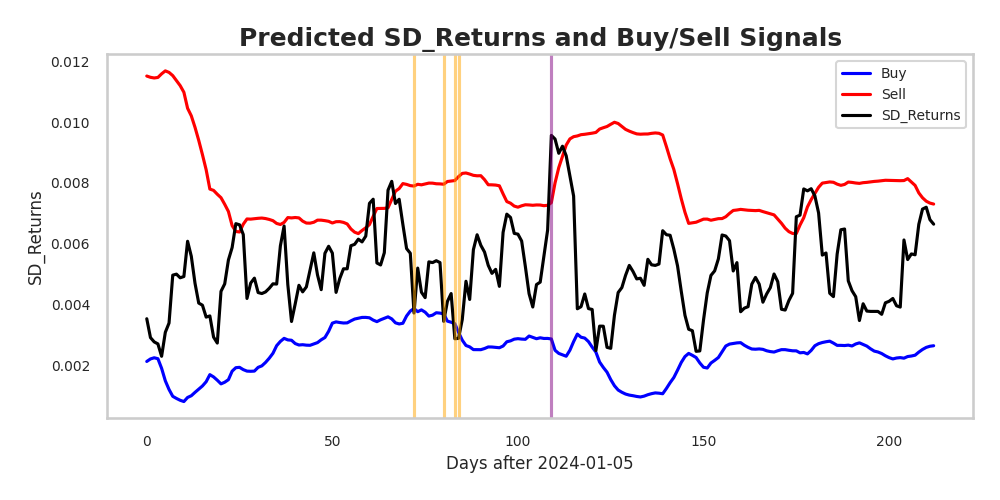 Predicted SD_Returns and Buy/Sell Signals
0.012
0.010
0.008
0.006
0.004
0.002
SD_Returns
Buy
Sell
SD_Returns
0 50 100 150 200
Days after 2024-01-05